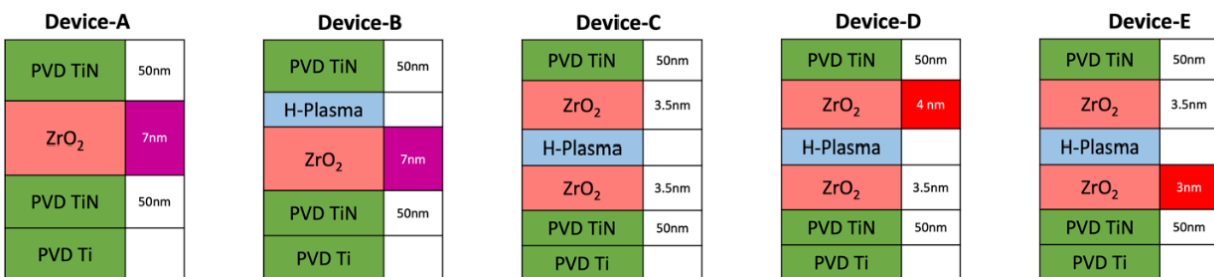 Device-A
PVD TiN 50nm
ZrO₂ 7nm
PVD TiN 50nm
PVD Ti
Device-B
PVD TiN 50nm
H-Plasma
ZrO₂ 7nm
PVD TiN 50nm
PVD Ti
Device-C
PVD TiN 50nm
ZrO₂ 3.5nm
H-Plasma
ZrO₂ 3.5nm
PVD TiN 50nm
PVD Ti
Device-D
PVD TiN 50nm
ZrO₂ 4 nm
H-Plasma
ZrO₂ 3.5nm
PVD TiN 50nm
PVD Ti
Device-E
PVD TiN 50nm
ZrO₂ 3.5nm
H-Plasma
ZrO₂ 3nm
PVD TiN 50nm
PVD Ti